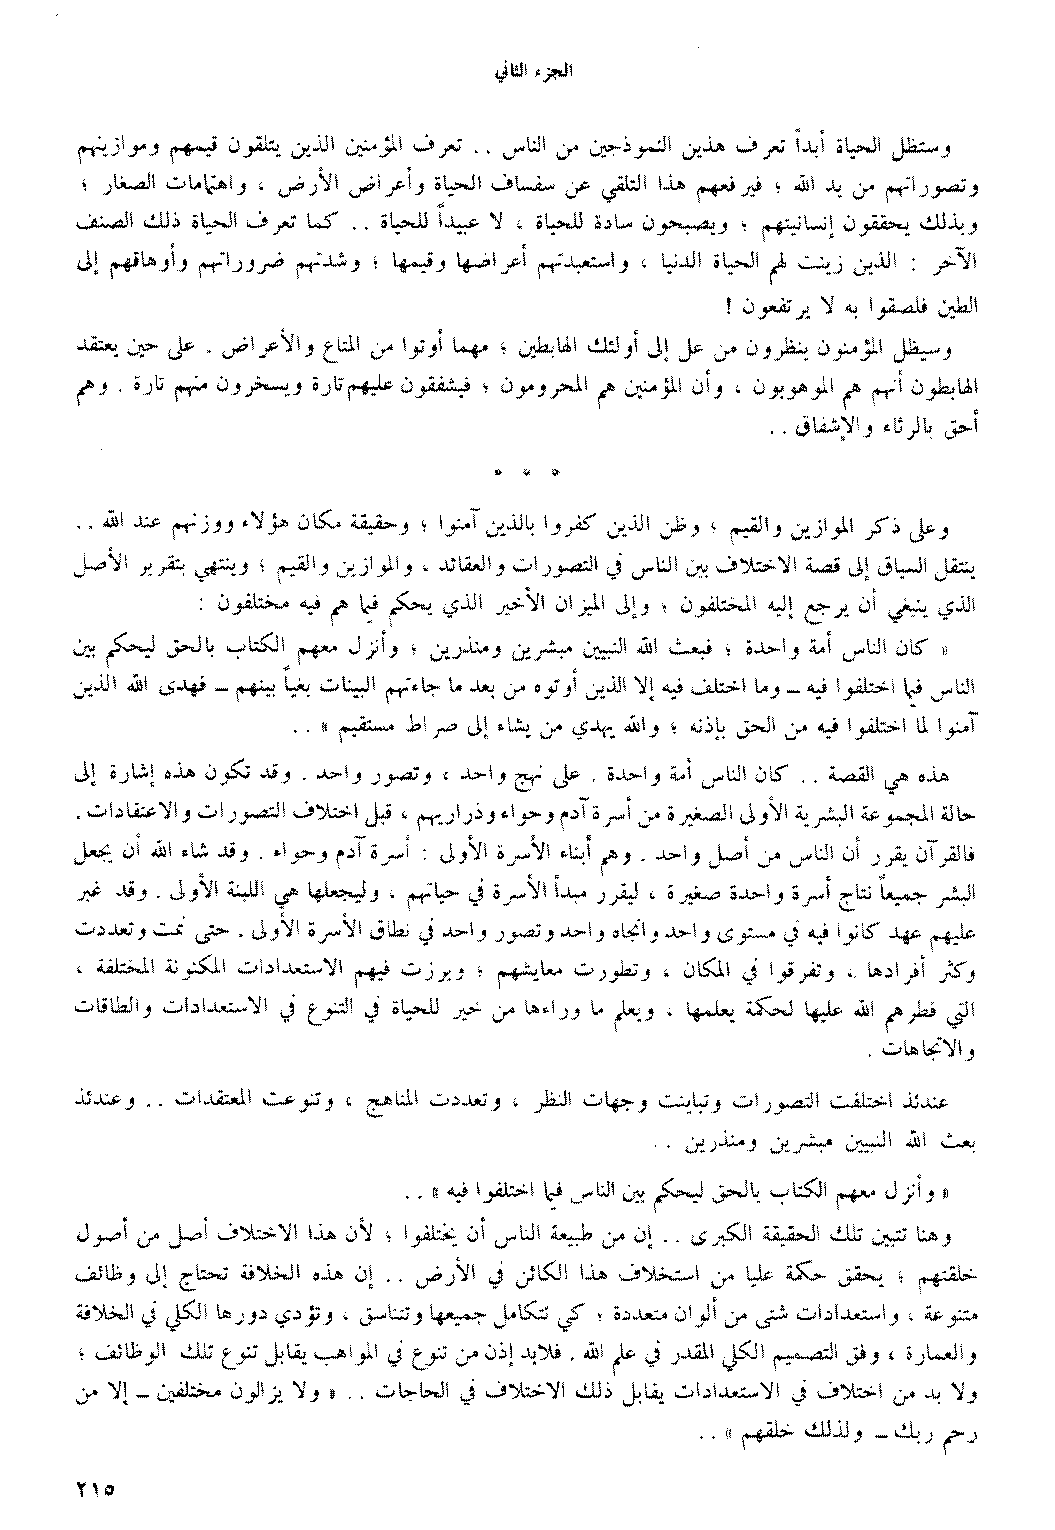 الجزء الثاني
وستظل الحياة أبداً تعرف هذين النموذجين من الناس .. تعرف المؤمنين الذين يتلقون قيمهم وموازينهم
وتصوراتهم من يد الله ؛ فيرفعهم هذا التلقي عن سفساف الحياة وأعراض الأرض ، واهتمامات الصغار ؛
وبذلك يحققون إنسانيتهم ؛ ويصبحون سادة للحياة ، لا عبيداً للحياة .. كما تعرف الحياة ذلك الصنف
الآخر : الذين زينت لهم الحياة الدنيا ، واستعبدتهم أعراضها وقيمها ؛ وشدتهم ضروراتهم وأوهاقهم إلى
الطين فلصقوا به لا يرتفعون !
وسيظل المؤمنون ينظرون من عل إلى أولئك الهابطين ؛ مهما أوتوا من المتاع والأعراض . على حين يعتقد
الهابطون أنهم هم الموهوبون ، وأن المؤمنين هم المحرومون ؛ فيشفقون عليهم تارة ويسخرون منهم تارة . وهم
أحق بالرثاء والإشفاق ..
* * *
وعلى ذكر الموازين والقيم ، وظن الذين كفروا بالذين آمنوا ؛ وحقيقة مكان هؤلاء ووزنهم عند الله ..
ينتقل السياق إلى قصة الاختلاف بين الناس في التصورات والعقائد ، والموازين والقيم ؛ وينتهي بتقرير الأصل
الذي ينبغي أن يرجع إليه المختلفون ؛ وإلى الميزان الأخير الذي يحكم فيما هم فيه مختلفون :
« كان الناس أمة واحدة ؛ فبعث الله النبيين مبشرين ومنذرين ؛ وأنزل معهم الكتاب بالحق ليحكم بين
الناس فيما اختلفوا فيه – وما اختلف فيه إلا الذين أوتوه من بعد ما جاءتهم البينات بغياً بينهم – فهدى الله الذين
آمنوا لما اختلفوا فيه من الحق بإذنه ؛ والله يهدي من يشاء إلى صراط مستقيم » ..
هذه هي القصة .. كان الناس أمة واحدة . على نهج واحد ، وتصور واحد . وقد تكون هذه إشارة إلى
حالة المجموعة البشرية الأولى الصغيرة من أسرة آدم وحواء وذراريهم ، قبل اختلاف التصورات والاعتقادات .
فالقرآن يقرر أن الناس من أصل واحد . وهم أبناء الأسرة الأولى : أسرة آدم وحواء . وقد شاء الله أن يجعل
البشر جميعاً نتاج أسرة واحدة صغيرة ، ليقرر مبدأ الأسرة في حياتهم ، وليجعلها هي اللبنة الأولى . وقد غبر
عليهم عهد كانوا فيه في مستوى واحد واتجاه واحد وتصور واحد في نطاق الأسرة الأولى . حتى نمت وتعددت
وكثر أفرادها ، وتفرقوا في المكان ، وتطورت معايشهم ؛ وبرزت فيهم الاستعدادات المكنونة المختلفة ،
التي فطرهم الله عليها لحكمة يعلمها ، ويعلم ما وراءها من خير للحياة في التنوع في الاستعدادات والطاقات
والاتجاهات .
عندئذ اختلفت التصورات وتباينت وجهات النظر ، وتعددت المناهج ، وتنوعت المعتقدات .. وعندئذ
بعث الله النبيين مبشرين ومنذرين ..
« وأنزل معهم الكتاب بالحق ليحكم بين الناس فيما اختلفوا فيه » ..
وهنا تتبين تلك الحقيقة الكبرى .. إن من طبيعة الناس أن يختلفوا ؛ لأن هذا الاختلاف أصل من أصول
خلقتهم ؛ يحقق حكمة عليا من استخلاف هذا الكائن في الأرض .. إن هذه الخلافة تحتاج إلى وظائف
متنوعة ، واستعدادات شتى من ألوان متعددة ؛ كي تتكامل جميعها وتتناسق ، وتؤدي دورها الكلي في الخلافة
والعمارة ، وفق التصميم الكلي المقدر في علم الله . فلابد إذن من تنوع في المواهب يقابل تنوع تلك الوظائف ؛
ولا بد من اختلاف في الاستعدادات يقابل ذلك الاختلاف في الحاجات .. « ولا يزالون مختلفين – إلا من
رحم ربك – ولذلك خلقهم » ..
٢١٥